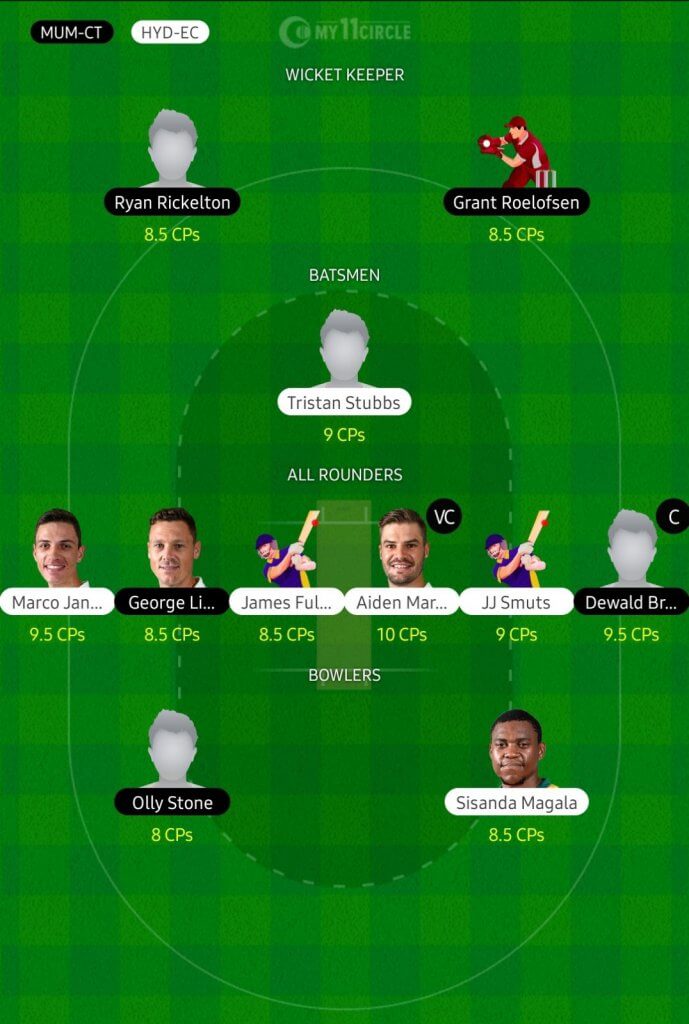 MUM-CT HYD-EC MY11CIRCLE
WICKET KEEPER
Ryan Rickelton Grant Roelofsen
8.5 CPs 8.5 CPs
BATSMEN
Tristan Stubbs
9 CPs
ALL ROUNDERS
VC C
Marco Jan... George Li... James Ful... Aiden Mar... JJ Smuts Dewald Br...
9.5 CPs 8.5 CPs 8.5 CPs 10 CPs 9 CPs 9.5 CPs
BOWLERS
Olly Stone Sisanda Magala
8 CPs 8.5 CPs